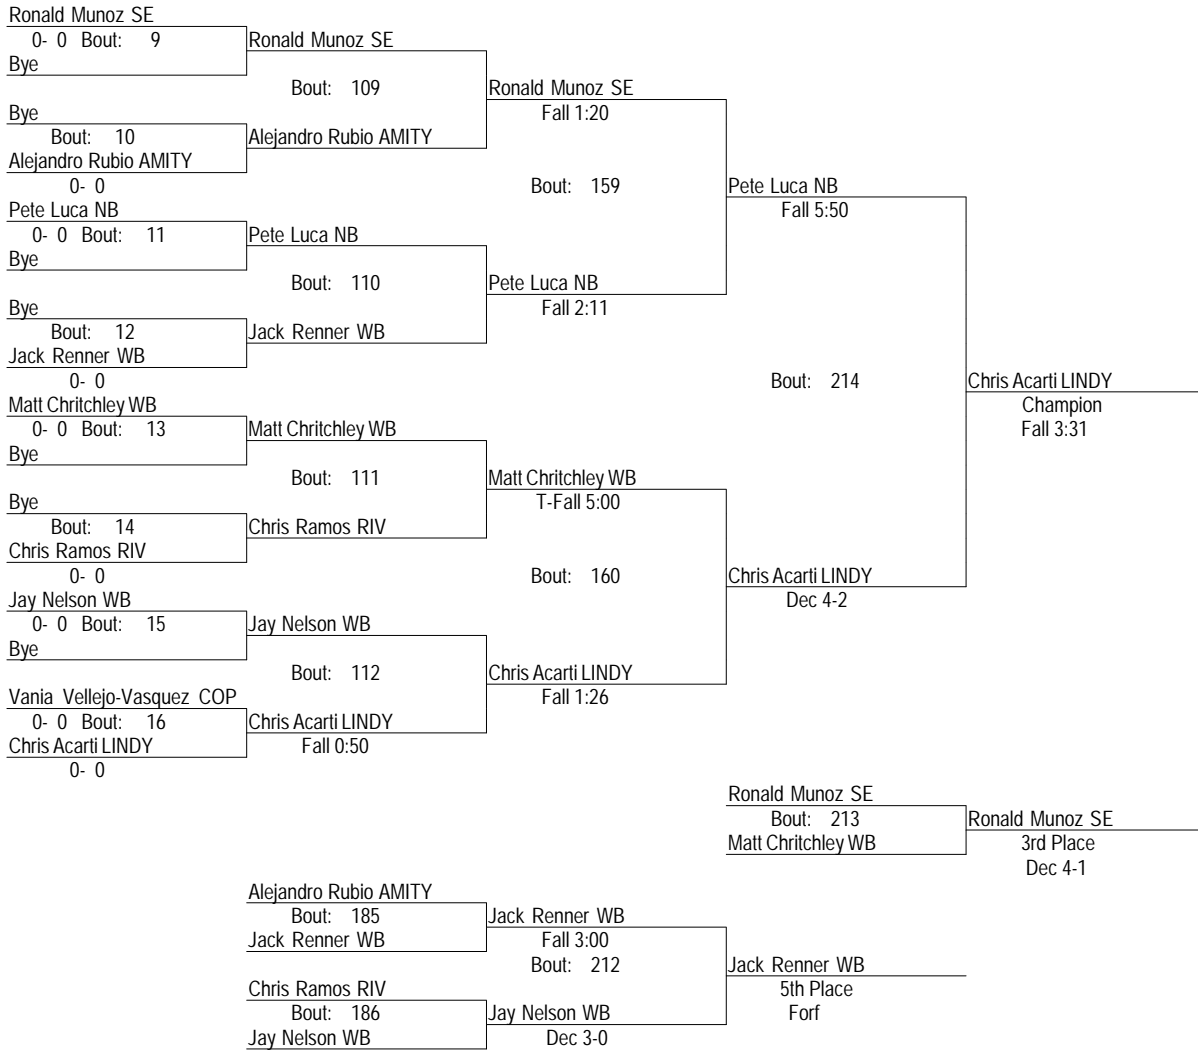 Ronald Munoz SE
0- 0 Bout: 9
Bye
Ronald Munoz SE
Bout: 109
Bye
Bout: 10
Alejandro Rubio AMITY
0- 0
Alejandro Rubio AMITY
Ronald Munoz SE
Fall 1:20
Bout: 159
Pete Luca NB
0- 0 Bout: 11
Bye
Pete Luca NB
Bout: 110
Bye
Bout: 12
Jack Renner WB
0- 0
Jack Renner WB
Pete Luca NB
Fall 2:11
Pete Luca NB
Fall 5:50
Bout: 214
Matt Chritchley WB
0- 0 Bout: 13
Bye
Matt Chritchley WB
Bout: 111
Bye
Bout: 14
Chris Ramos RIV
0- 0
Chris Ramos RIV
Matt Chritchley WB
T-Fall 5:00
Bout: 160
Jay Nelson WB
0- 0 Bout: 15
Bye
Jay Nelson WB
Bout: 112
Vania Vellejo-Vasquez COP
0- 0 Bout: 16
Chris Acarti LINDY
0- 0
Chris Acarti LINDY
Fall 0:50
Chris Acarti LINDY
Fall 1:26
Chris Acarti LINDY
Dec 4-2
Chris Acarti LINDY
Champion
Fall 3:31
Ronald Munoz SE
Bout: 213
Matt Chritchley WB
Ronald Munoz SE
3rd Place
Dec 4-1
Alejandro Rubio AMITY
Bout: 185
Jack Renner WB
Jack Renner WB
Fall 3:00
Bout: 212
Chris Ramos RIV
Bout: 186
Jay Nelson WB
Jay Nelson WB
Dec 3-0
Jack Renner WB
5th Place
Forf